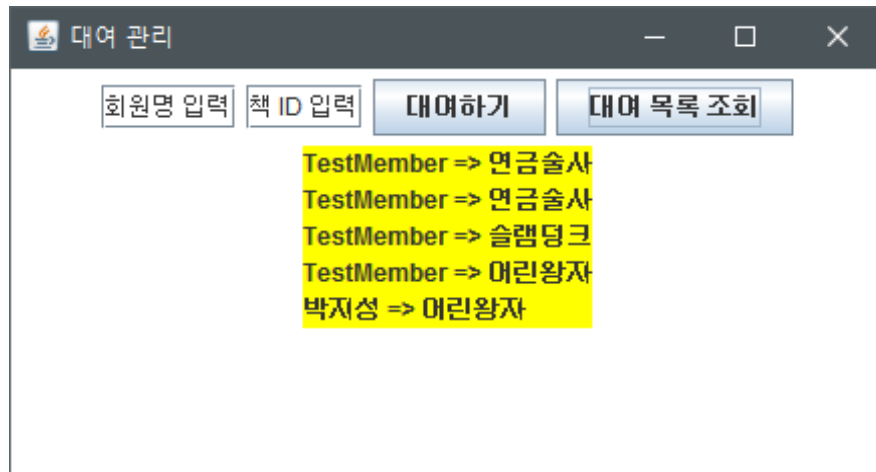 대여 관리
회원명 입력 책 ID 입력 대여하기 대여 목록 조회
TestMember => 연금술사
TestMember => 연금술사
TestMember => 슬램덩크
TestMember => 어린왕자
박지성 => 어린왕자